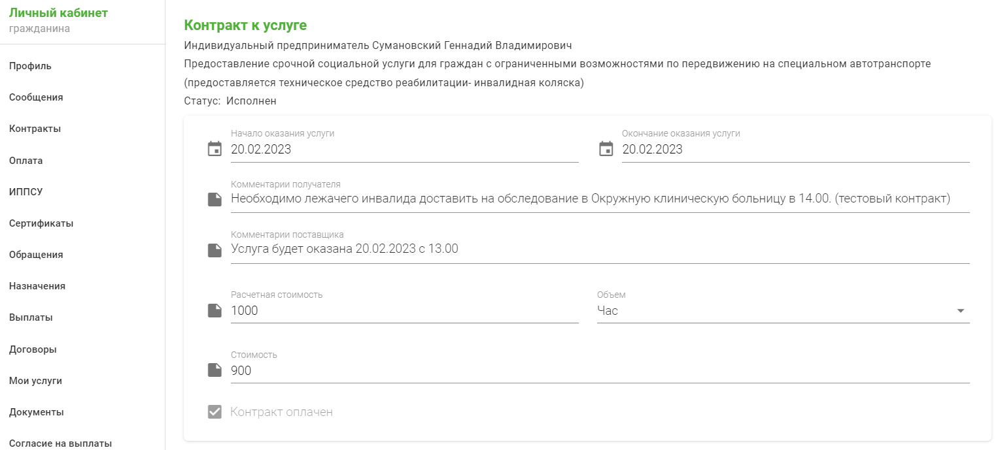 Личный кабинет
гражданина
Профиль
Сообщения
Контракты
Оплата
ИППСУ
Сертификаты
Обращения
Назначения
Выплаты
Договоры
Мои услуги
Документы
Согласие на выплаты
Контракт к услуге
Индивидуальный предприниматель Сумановский Геннадий Владимирович
Предоставление срочной социальной услуги для граждан с ограниченными возможностями по передвижению на специальном автотранспорте
(предоставляется техническое средство реабилитации- инвалидная коляска)
Статус: Исполнен
Начало оказания услуги
20.02.2023
Окончание оказания услуги
20.02.2023
Комментарии получателя
Необходимо лежачего инвалида доставить на обследование в Окружную клиническую больницу в 14.00. (тестовый контракт)
Комментарии поставщика
Услуга будет оказана 20.02.2023 с 13.00
Расчетная стоимость
1000
Объем
Час
Стоимость
900
Контракт оплачен